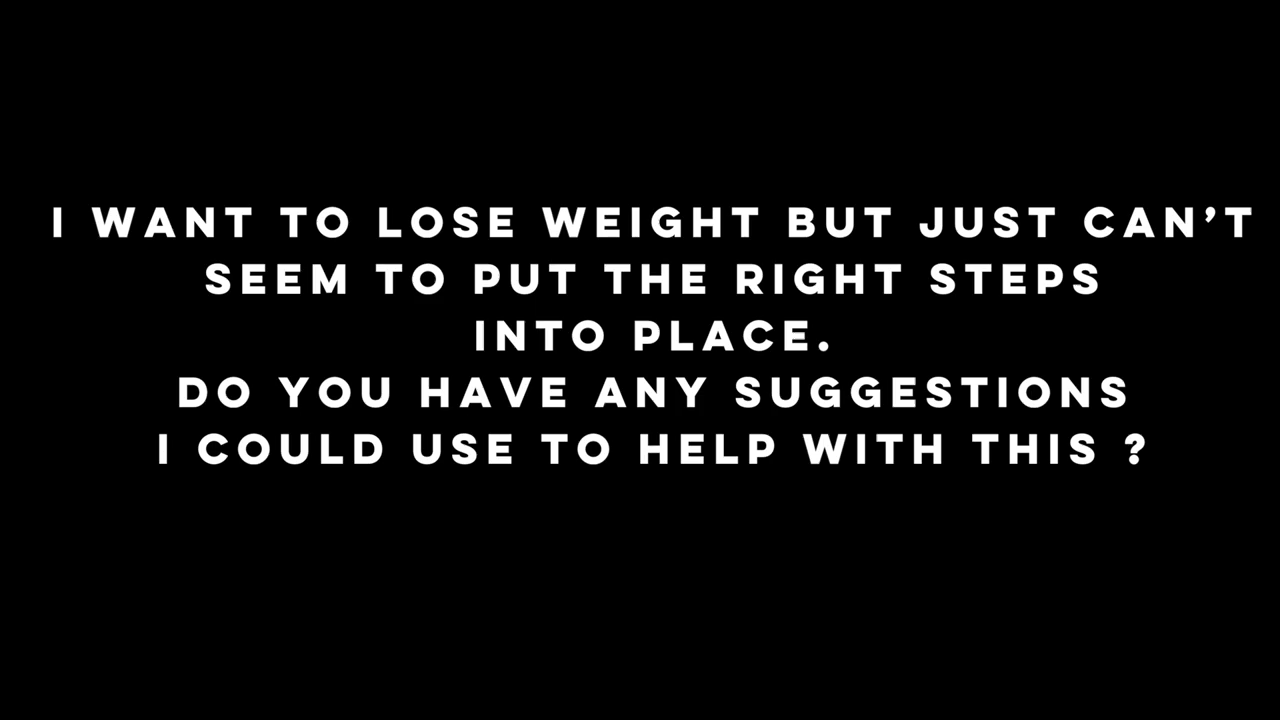 I WANT TO LOSE WEIGHT BUT JUST CAN'T
SEEM TO PUT THE RIGHT STEPS
INTO PLACE.
DO YOU HAVE ANY SUGGESTIONS
I COULD USE TO HELP WITH THIS ?